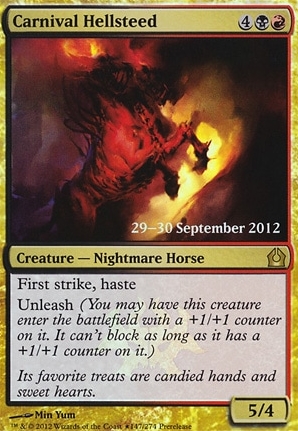 Carnival Hellsteed 4
29–30 September 2012
Creature — Nightmare Horse
First strike, haste
Unleash (You may have this creature
enter the battlefield with a +1/+1 counter
on it. It can't block as long as it has a
+1/+1 counter on it.)
Its favorite treats are candied hands and
sweet hearts.
5/4
Min Yum
™ & © 2012 Wizards of the Coast ★147/274 Prerelease